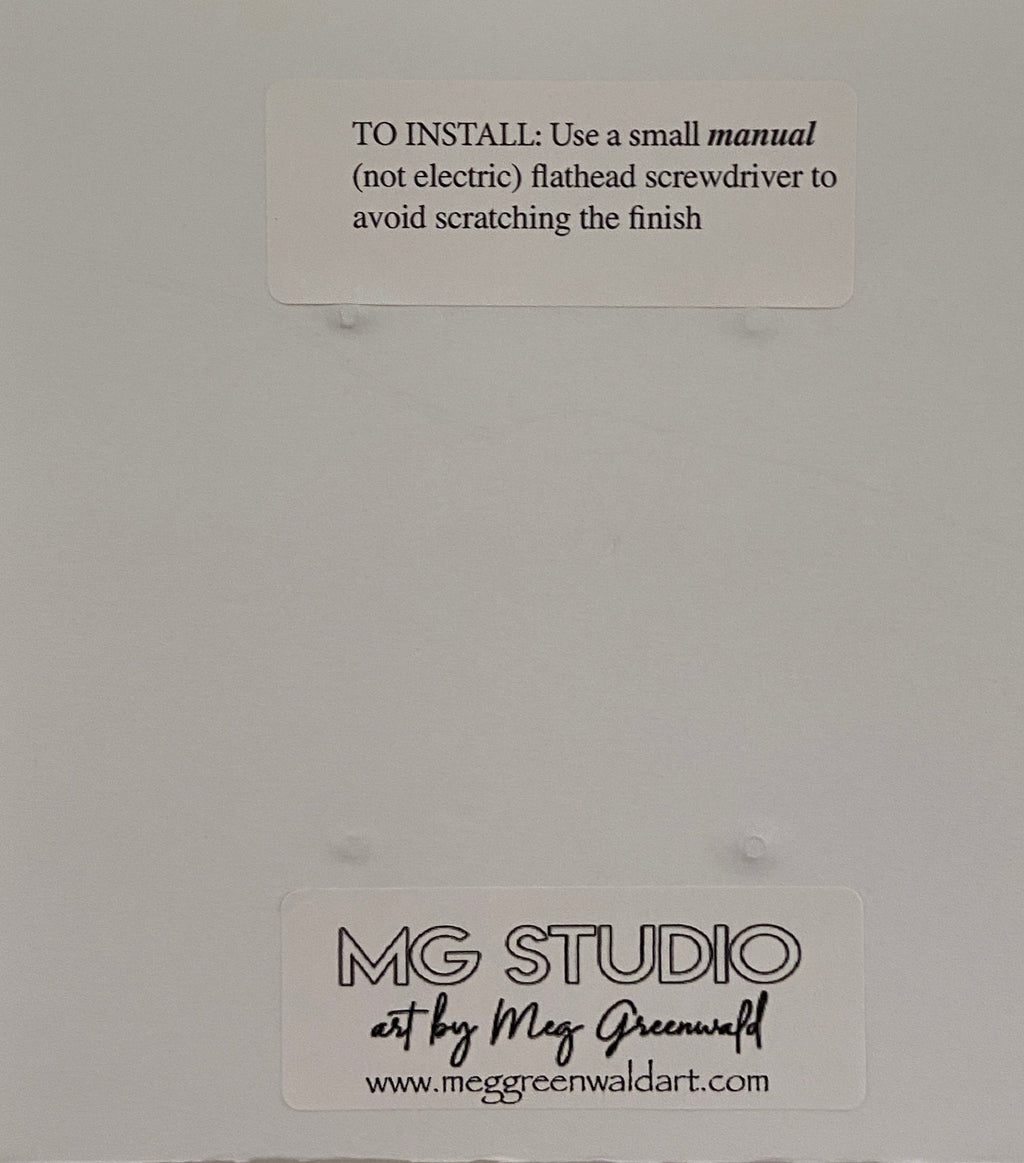 TO INSTALL: Use a small manual
(not electric) flathead screwdriver to
avoid scratching the finish
MG STUDIO
art by Meg Greenwald
www.meggreenwaldart.com